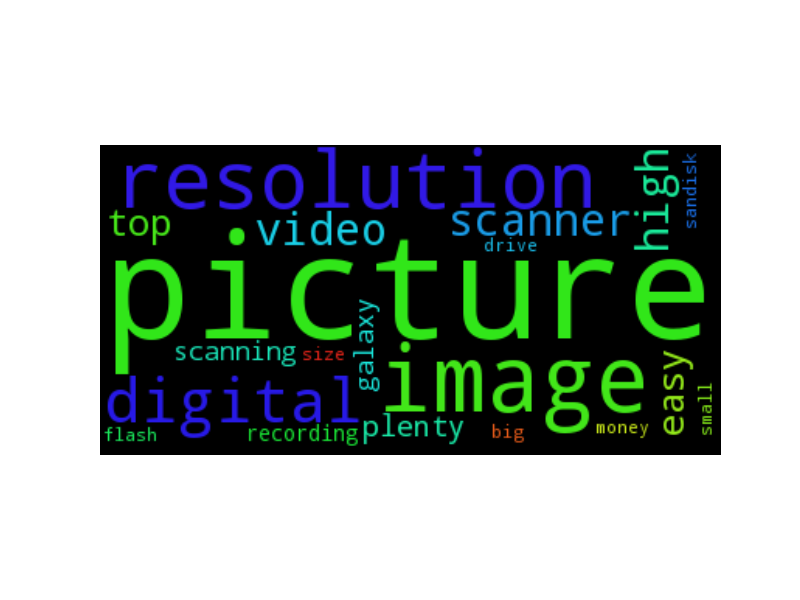 resolution
high
sandisk
top
video
scanner
drive
picture
galaxy
scanning
size
image
easy
digital
small
flash
recording
plenty
big
money